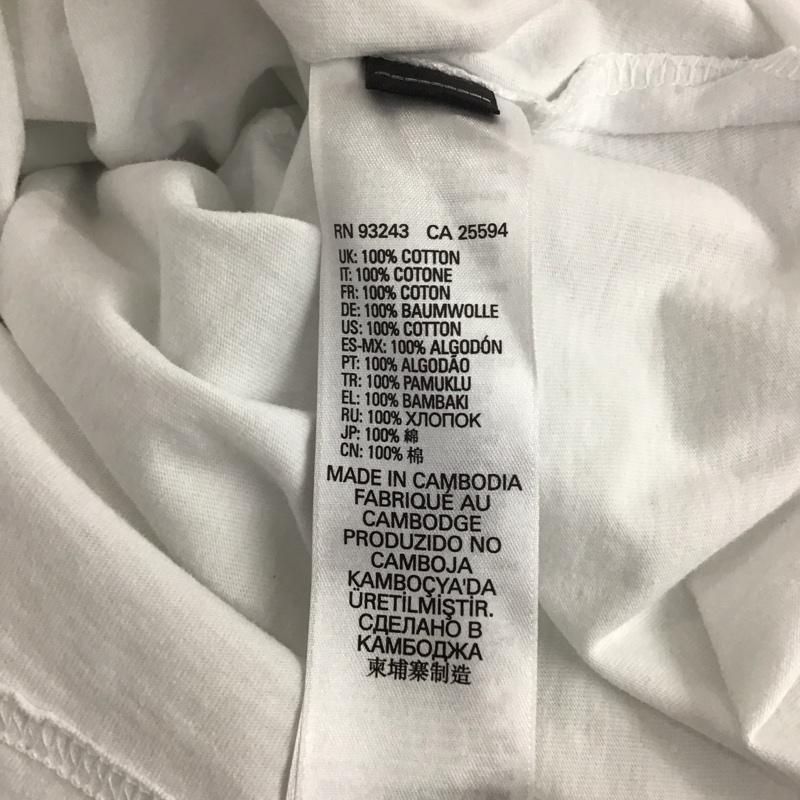 RN 93243 CA 25594
UK: 100% COTTON
IT: 100% COTONE
FR: 100% COTON
DE: 100% BAUMWOLLE
US: 100% COTTON
ES-MX: 100% ALGODÓN
PT: 100% ALGODÃO
TR: 100% PAMUKLU
EL: 100% BAMBAKI
RU: 100% ХЛОПОК
JP: 100% 綿
CN: 100% 棉
MADE IN CAMBODIA
FABRIQUÉ AU
CAMBODGE
PRODUZIDO NO
CAMBOJA
KAMBOÇYA'DA
ÜRETİLMİŞTİR.
СДЕЛАНО В
КАМБОДЖА
柬埔寨制造